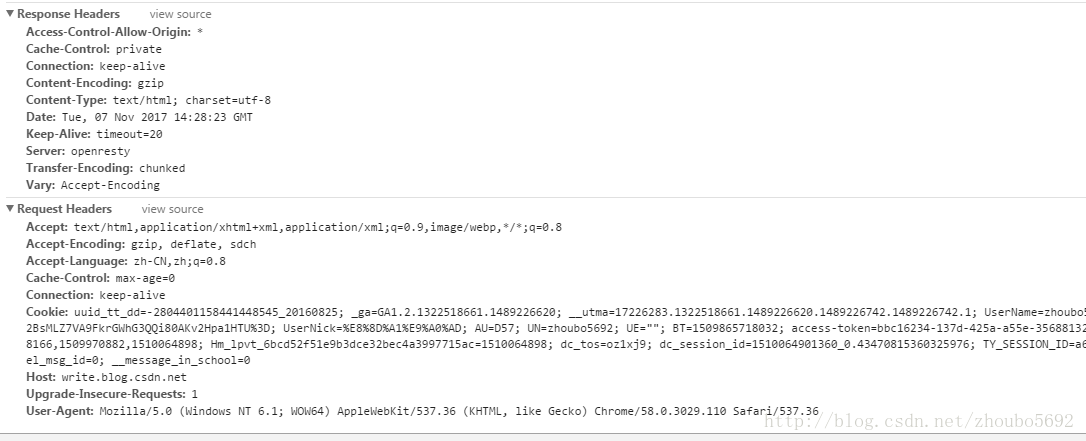 Response Headers view source
Access-Control-Allow-Origin: *
Cache-Control: private
Connection: keep-alive
Content-Encoding: gzip
Content-Type: text/html; charset=utf-8
Date: Tue, 07 Nov 2017 14:28:23 GMT
Keep-Alive: timeout=20
Server: openresty
Transfer-Encoding: chunked
Vary: Accept-Encoding
Request Headers view source
Accept: text/html,application/xhtml+xml,application/xml;q=0.9,image/webp,*/*;q=0.8
Accept-Encoding: gzip, deflate, sdch
Accept-Language: zh-CN,zh;q=0.8
Cache-Control: max-age=0
Connection: keep-alive
Cookie: uuid_tt_dd=-2804401158441448545_20160825; _ga=GA1.2.1322518661.1489226620; __utma=17226283.1322518661.1489226620.1489226742.1489226742.1; UserName=zhoubo5
2BsMLZ7VA9FkrGWhG3QQi80AKv2Hpa1HTU%3D; UserNick=%E8%8D%A1%E9%A0%AD; AU=D57; UN=zhoubo5692; UE=""; BT=1509865718032; access-token=bbc16234-137d-425a-a55e-35688132
8166,1509970882,1510064898; Hm_lpvt_6bcd52f51e9b3dce32bec4a3997715ac=1510064898; dc_tos=oz1xj9; dc_session_id=1510064901360_0.43470815360325976; TY_SESSION_ID=a6
el_msg_id=0; __message_in_school=0
Host: write.blog.csdn.net
Upgrade-Insecure-Requests: 1
User-Agent: Mozilla/5.0 (Windows NT 6.1; WOW64) AppleWebKit/537.36 (KHTML, like Gecko) Chrome/58.0.3029.110 Safari/537.36
http://blog.csdn.net/zhoubo5692